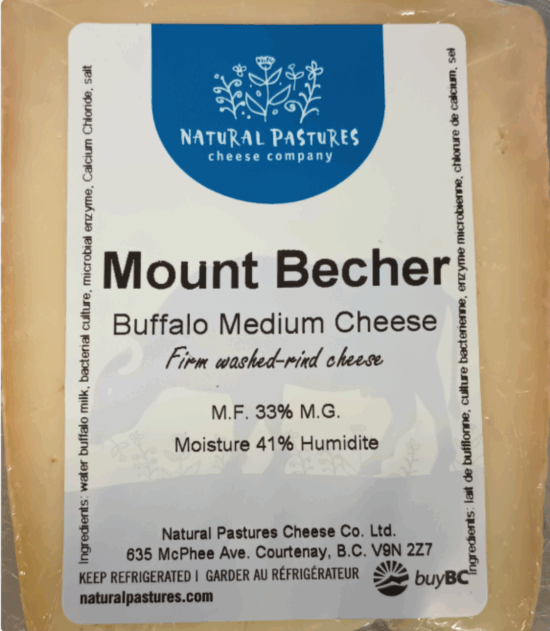 NATURAL PASTURES
cheese company
Mount Becher
Buffalo Medium Cheese
Firm washed-rind cheese
M.F. 33% M.G.
Moisture 41% Humidite
Natural Pastures Cheese Co. Ltd.
635 McPhee Ave. Courtenay, B.C. V9N 2Z7
KEEP REFRIGERATED | GARDER AU RÉFRIGÉRATEUR
naturalpastures.com
buyBC
Ingredients: water buffalo milk, bacterial culture, microbial enzyme, Calcium Chloride, salt
Ingredients: lait de bufflonne, culture bacterienne, enzyme microbienne, chlorure de calcium, sel